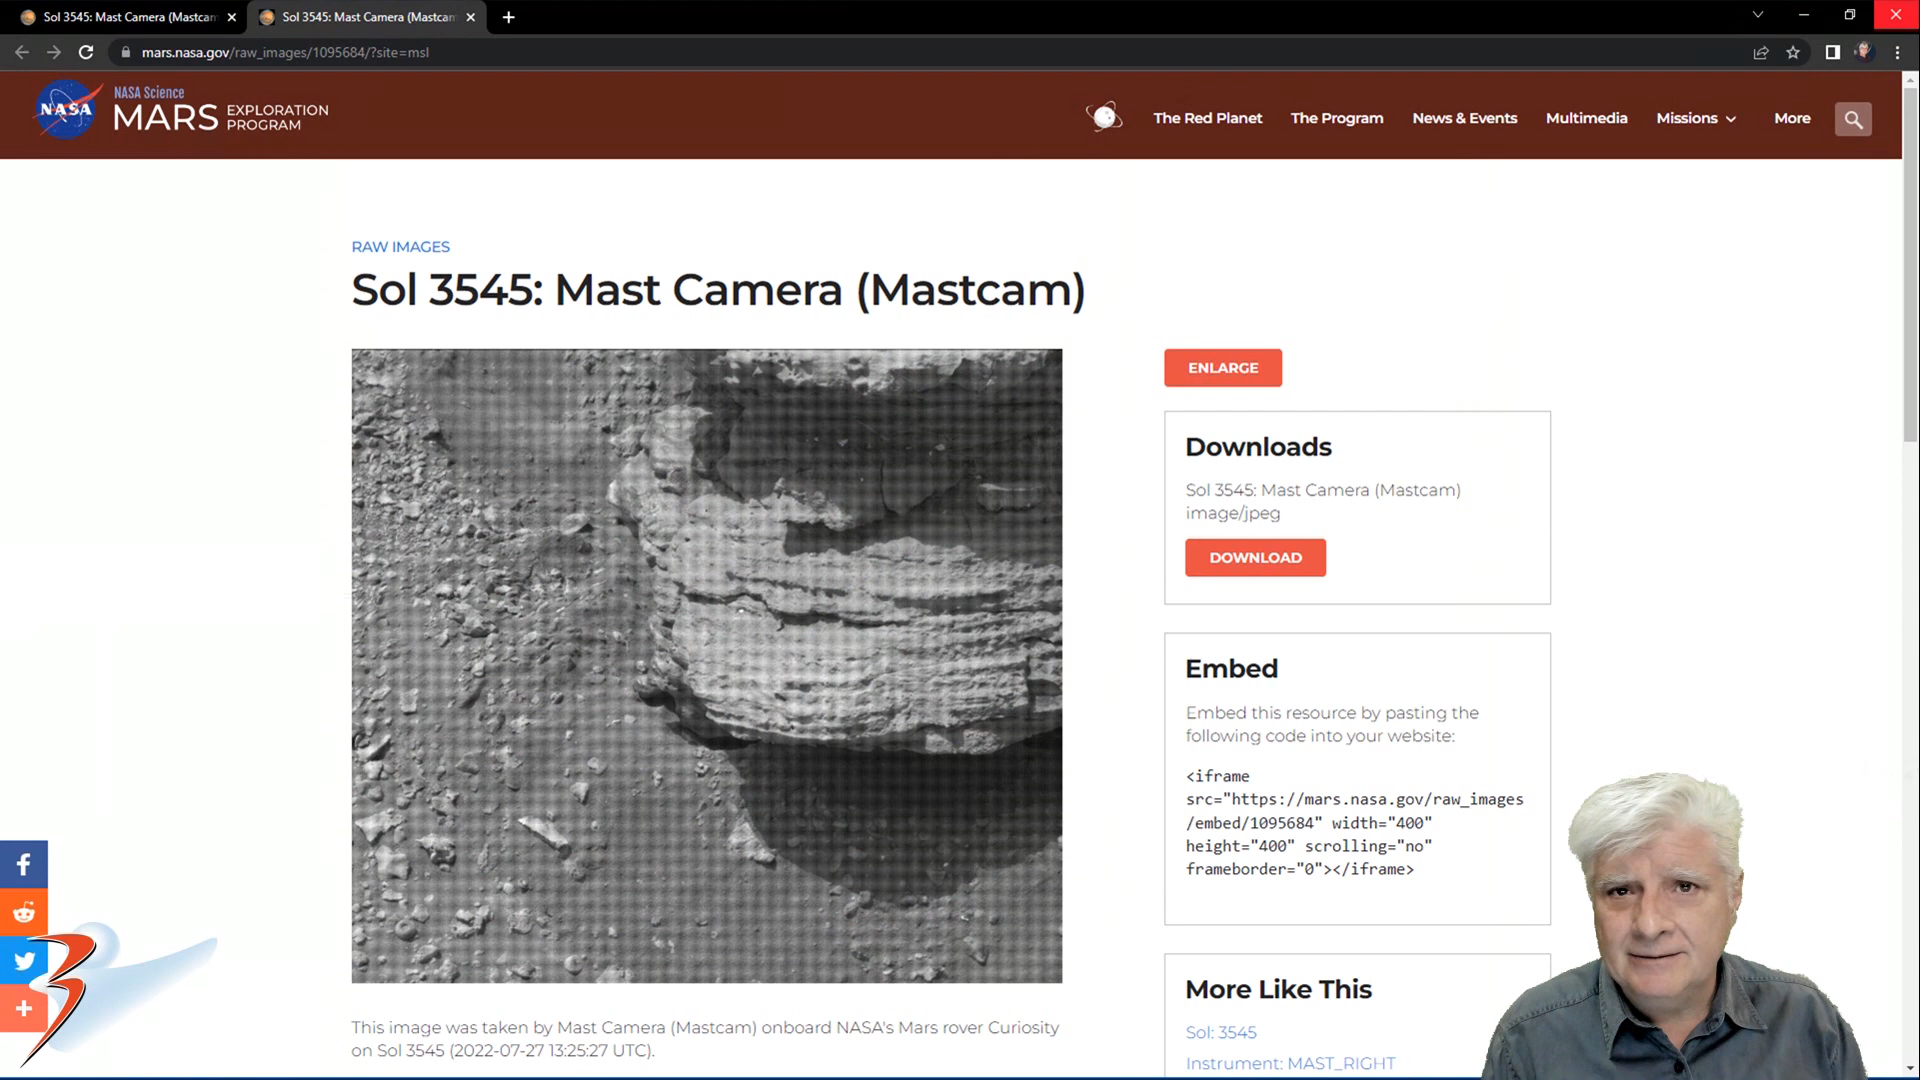 Sol 3545: Mast Camera (Mastcam
Sol 3545: Mast Camera (Mastcam
mars.nasa.gov/raw_images/1095684/?site=msl
NASA
NASA Science
MARS EXPLORATION PROGRAM
The Red Planet
The Program
News & Events
Multimedia
Missions
More
RAW IMAGES
Sol 3545: Mast Camera (Mastcam)
ENLARGE
Downloads
Sol 3545: Mast Camera (Mastcam)
image/jpeg
DOWNLOAD
Embed
Embed this resource by pasting the
following code into your website:
<iframe
src="https://mars.nasa.gov/raw_images
/embed/1095684" width="400"
height="400" scrolling="no"
frameborder="0"></iframe>
More Like This
Sol: 3545
Instrument: MAST_RIGHT
This image was taken by Mast Camera (Mastcam) onboard NASA's Mars rover Curiosity
on Sol 3545 (2022-07-27 13:25:27 UTC).